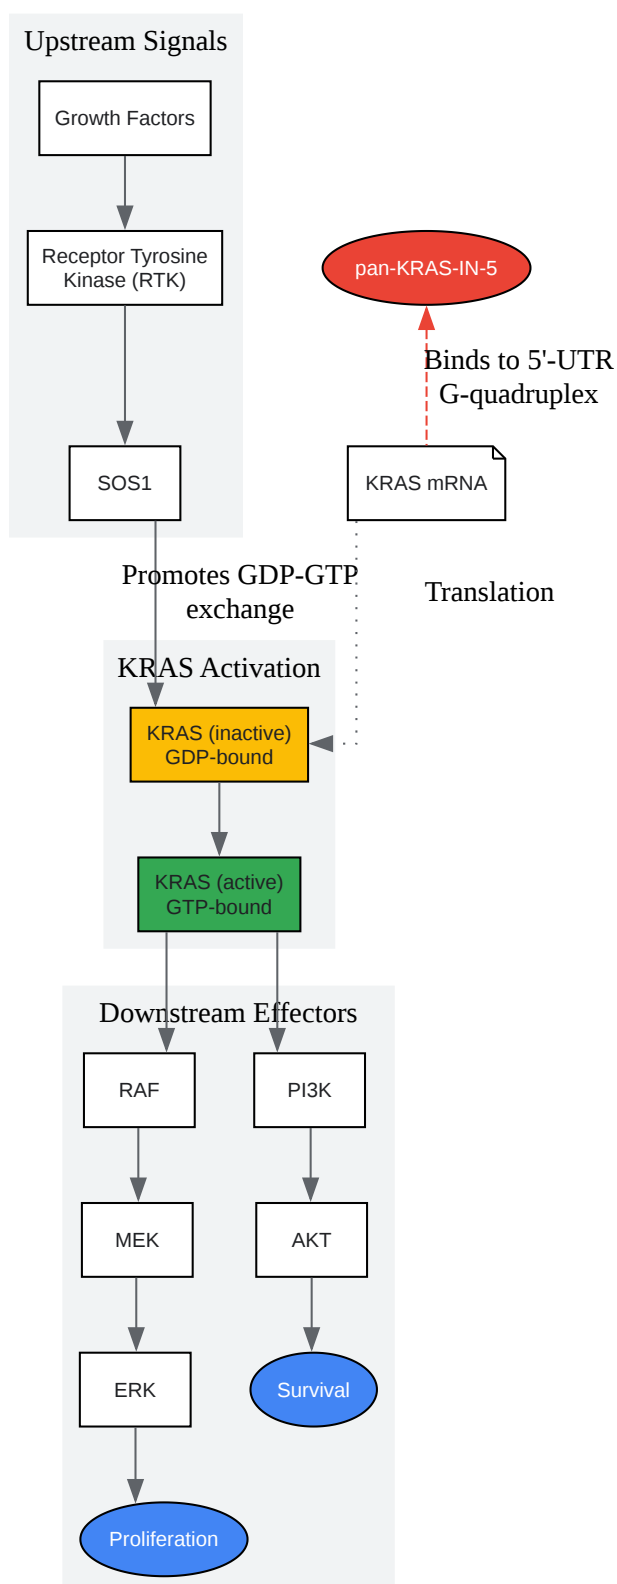 Upstream Signals
Growth Factors
Receptor Tyrosine
Kinase (RTK)
pan-KRAS-IN-5
Binds to 5'-UTR
G-quadruplex
SOS1
KRAS mRNA
Promotes GDP-GTP
exchange
Translation
KRAS Activation
KRAS (inactive)
GDP-bound
KRAS (active)
GTP-bound
Downstream Effectors
RAF
PI3K
MEK
AKT
ERK
Survival
Proliferation